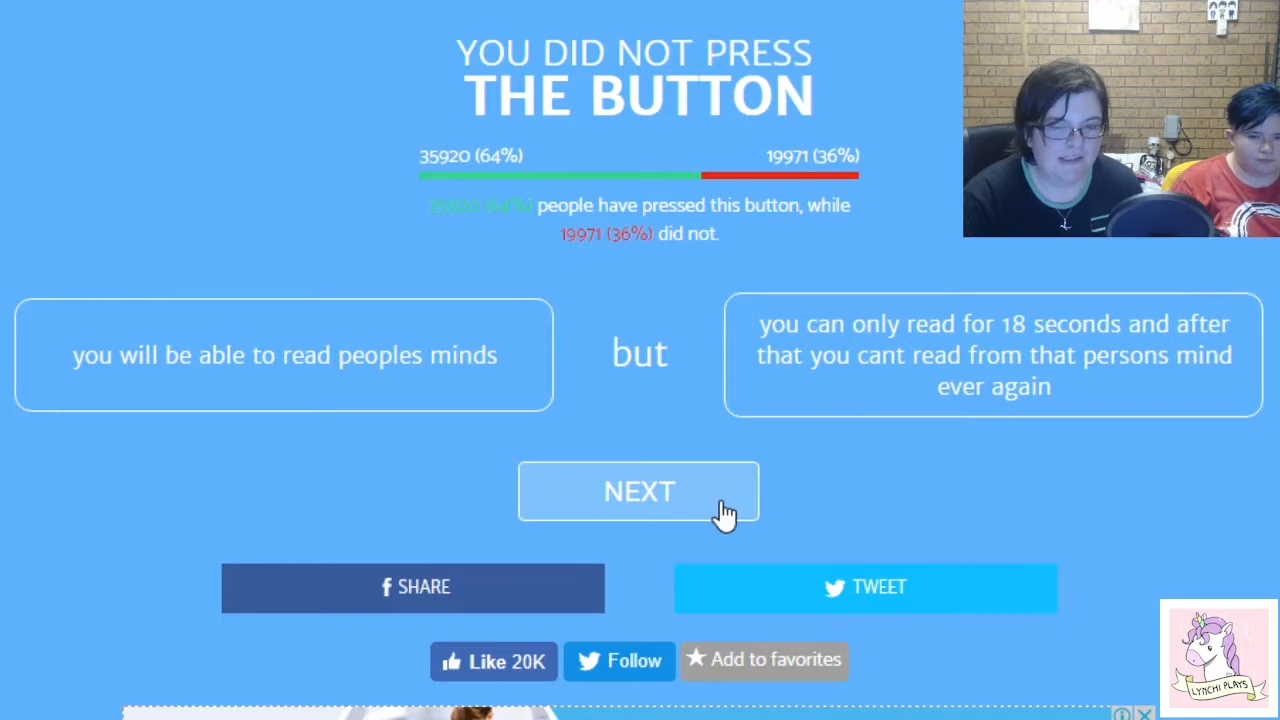 YOU DID NOT PRESS
THE BUTTON
35920 (64%)
19971 (36%)
35920 (64%) people have pressed this button, while
19971 (36%) did not.
you will be able to read peoples minds
but
you can only read for 18 seconds and after
that you cant read from that persons mind
ever again
NEXT
f SHARE
TWEET
Like 20K
Follow
Add to favorites
LYNCHI PLAYS